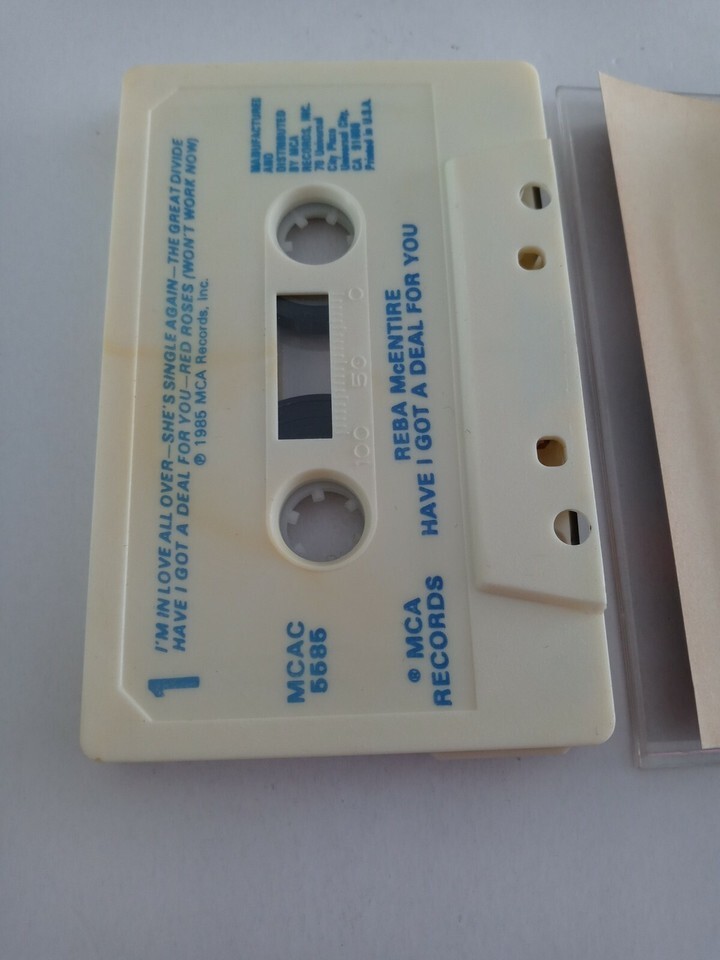 1
I'M IN LOVE ALL OVER—SHE'S SINGLE AGAIN—THE GREAT DIVIDE
HAVE I GOT A DEAL FOR YOU—RED ROSES (WON'T WORK NOW)
℗ 1985 MCA Records, Inc.
MCAC
5585
MANUFACTURED
AND
DISTRIBUTED
BY MCA
RECORDS, INC.
70 Universal
City Plaza
Universal City,
CA 91608
Printed in U.S.A.
100 50 0
® MCA
RECORDS
REBA McENTIRE
HAVE I GOT A DEAL FOR YOU